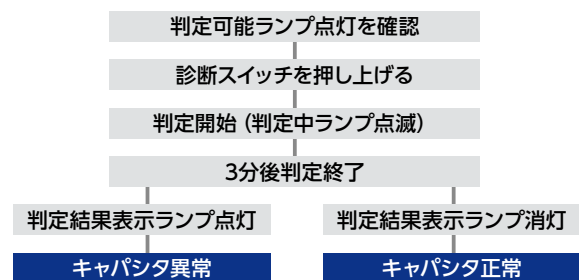 判定可能ランプ点灯を確認
診断スイッチを押し上げる
判定開始（判定中ランプ点滅）
3分後判定終了
判定結果表示ランプ点灯
判定結果表示ランプ消灯
キャパシタ異常
キャパシタ正常